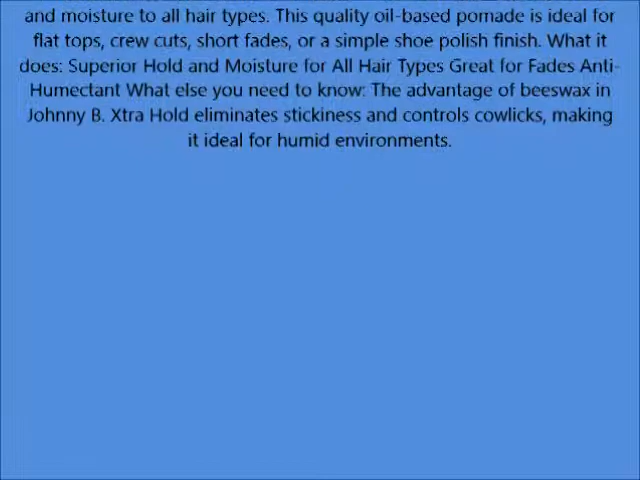 and moisture to all hair types. This quality oil-based pomade is ideal for
flat tops, crew cuts, short fades, or a simple shoe polish finish. What it
does: Superior Hold and Moisture for All Hair Types Great for Fades Anti-
Humectant What else you need to know: The advantage of beeswax in
Johnny B. Xtra Hold eliminates stickiness and controls cowlicks, making
it ideal for humid environments.